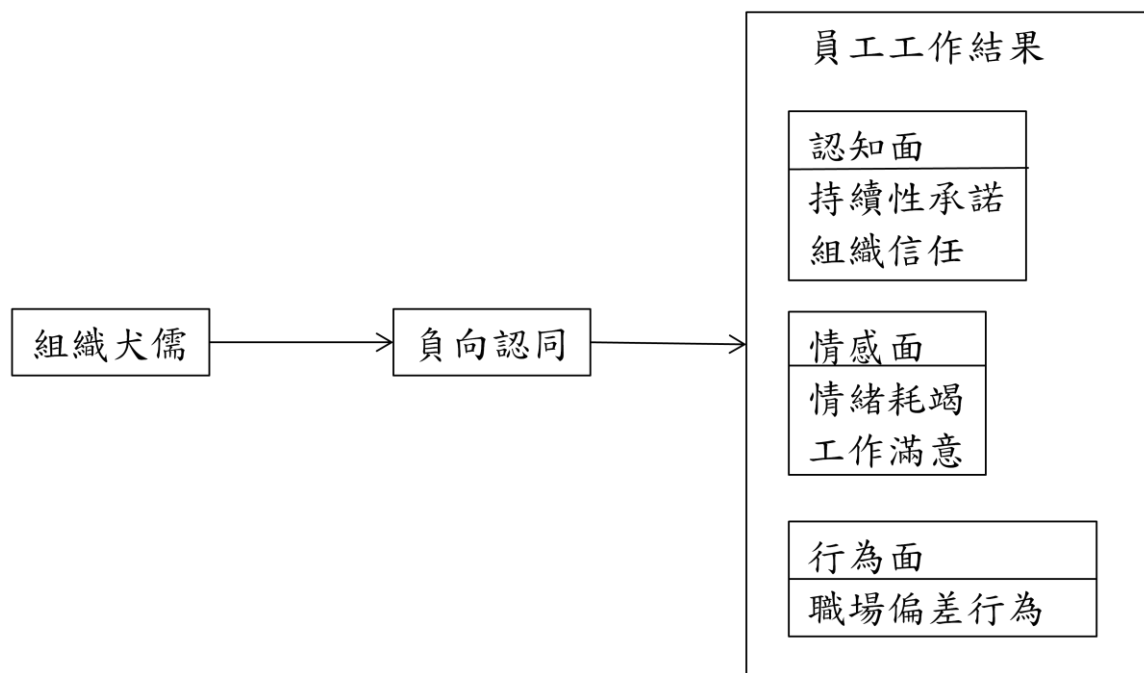 員工工作結果
認知面
持續性承諾
組織信任
組織犬儒
負向認同
情感面
情緒耗竭
工作滿意
行為面
職場偏差行為